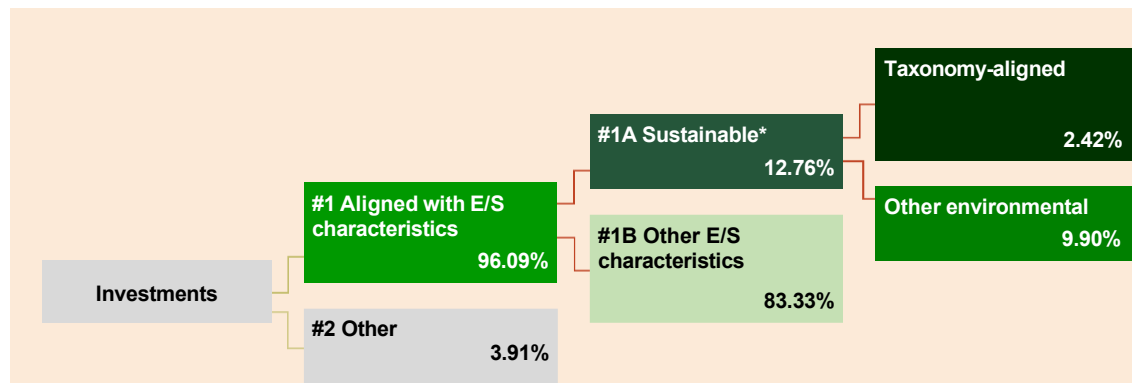 Investments
#1 Aligned with E/S
characteristics
96.09%
#2 Other
3.91%
#1A Sustainable*
12.76%
#1B Other E/S
characteristics
83.33%
Taxonomy-aligned
2.42%
Other environmental
9.90%